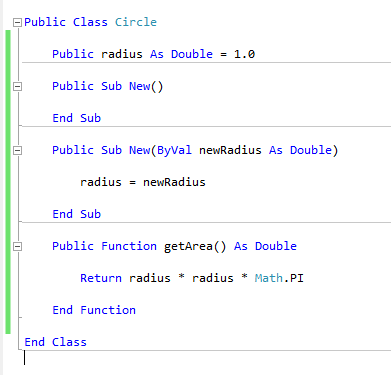 Public Class Circle
Public radius As Double = 1.0
Public Sub New()
End Sub
Public Sub New(ByVal newRadius As Double)
radius = newRadius
End Sub
Public Function getArea() As Double
Return radius * radius * Math.PI
End Function
End Class